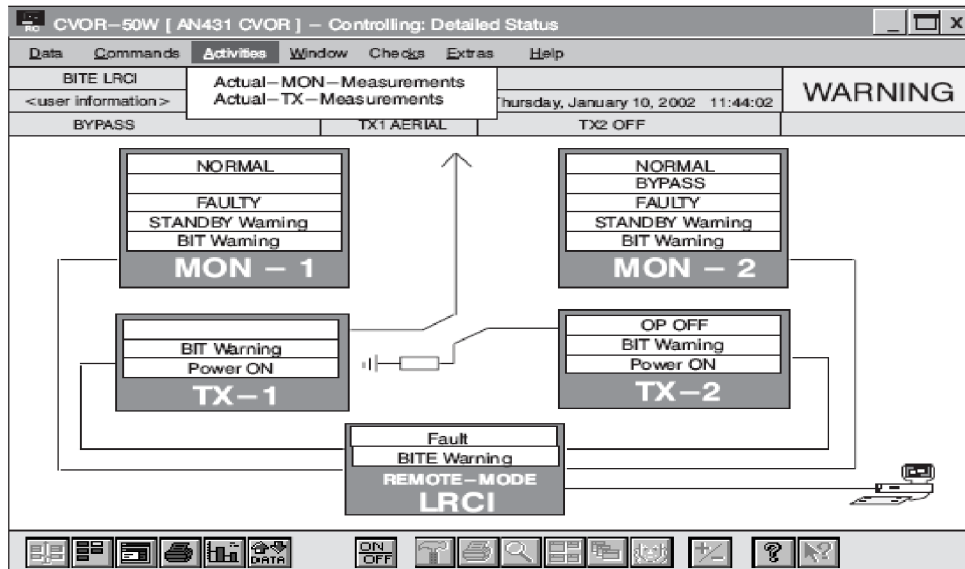 RC CVOR–50W [ AN431 CVOR ] – Controlling: Detailed Status
Data Commands Activities Window Checks Extras Help
BITE LRCI
Actual–MON–Measurements
WARNING
<user information>
Actual–TX–Measurements
Thursday, January 10, 2002 11:44:02
BYPASS TX1 AERIAL TX2 OFF
NORMAL
FAULTY
STANDBY Warning
BIT Warning
MON – 1
NORMAL
BYPASS
FAULTY
STANDBY Warning
BIT Warning
MON – 2
BIT Warning
Power ON
TX–1
OP OFF
BIT Warning
Power ON
TX–2
Fault
BITE Warning
REMOTE–MODE
LRCI
DATA
ON
OFF
+/–
?
?